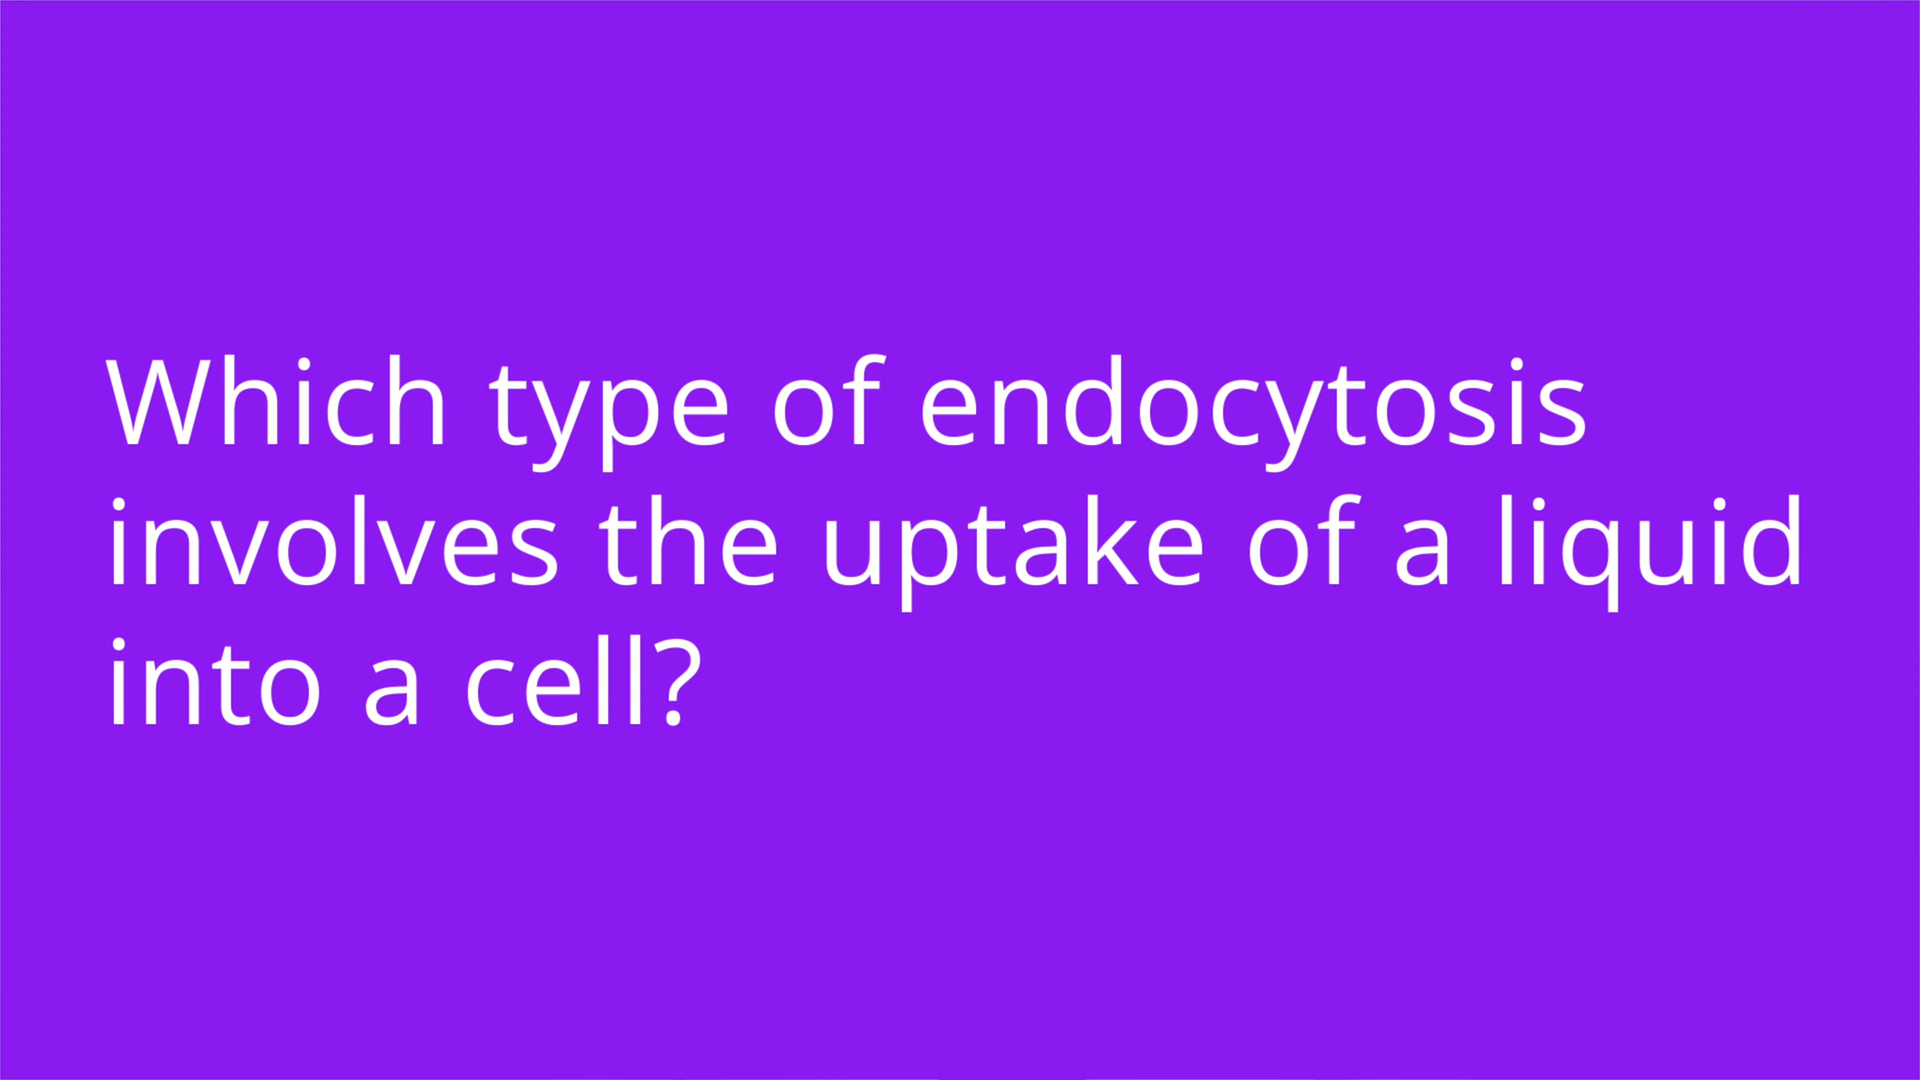 Which type of endocytosis
involves the uptake of a liquid
into a cell?